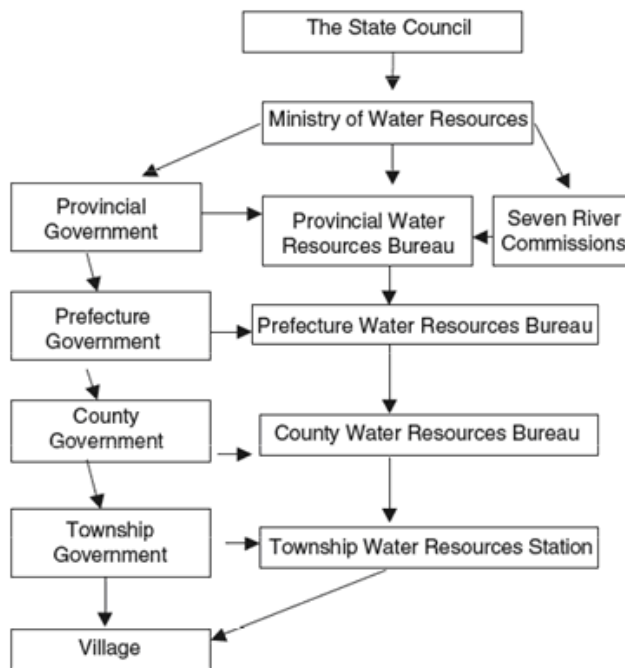 The State Council
Ministry of Water Resources
Provincial
Government
Provincial Water
Resources Bureau
Seven River
Commissions
Prefecture
Government
Prefecture Water Resources Bureau
County
Government
County Water Resources Bureau
Township
Government
Township Water Resources Station
Village